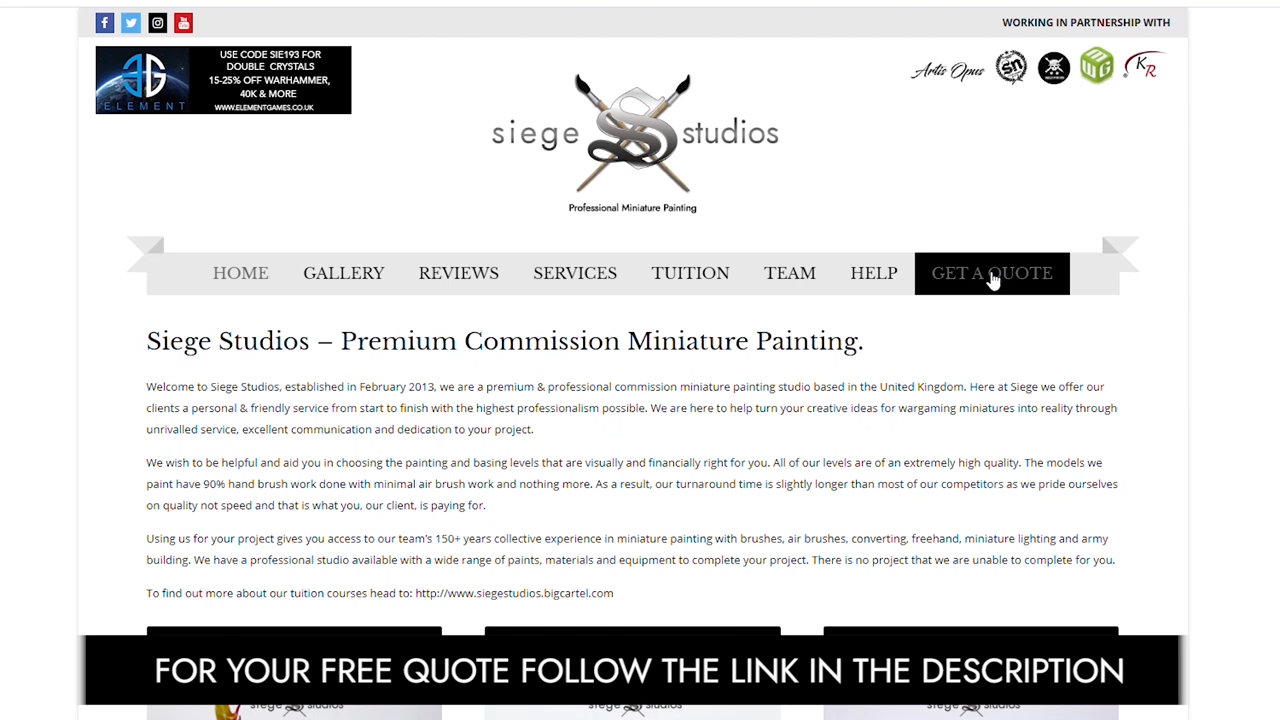 WORKING IN PARTNERSHIP WITH
USE CODE SIE193 FOR
DOUBLE CRYSTALS
15-25% OFF WARHAMMER,
40K & MORE
WWW.ELEMENTGAMES.CO.UK
ELEMENT
Artis Opus
KR
siege studios
Professional Miniature Painting
HOME GALLERY REVIEWS SERVICES TUITION TEAM HELP GET A QUOTE
Siege Studios – Premium Commission Miniature Painting.
Welcome to Siege Studios, established in February 2013, we are a premium & professional commission miniature painting studio based in the United Kingdom. Here at Siege we offer our
clients a personal & friendly service from start to finish with the highest professionalism possible. We are here to help turn your creative ideas for wargaming miniatures into reality through
unrivalled service, excellent communication and dedication to your project.
We wish to be helpful and aid you in choosing the painting and basing levels that are visually and financially right for you. All of our levels are of an extremely high quality. The models we
paint have 90% hand brush work done with minimal air brush work and nothing more. As a result, our turnaround time is slightly longer than most of our competitors as we pride ourselves
on quality not speed and that is what you, our client, is paying for.
Using us for your project gives you access to our team's 150+ years collective experience in miniature painting with brushes, air brushes, converting, freehand, miniature lighting and army
building. We have a professional studio available with a wide range of paints, materials and equipment to complete your project. There is no project that we are unable to complete for you.
To find out more about our tuition courses head to: http://www.siegestudios.bigcartel.com
FOR YOUR FREE QUOTE FOLLOW THE LINK IN THE DESCRIPTION